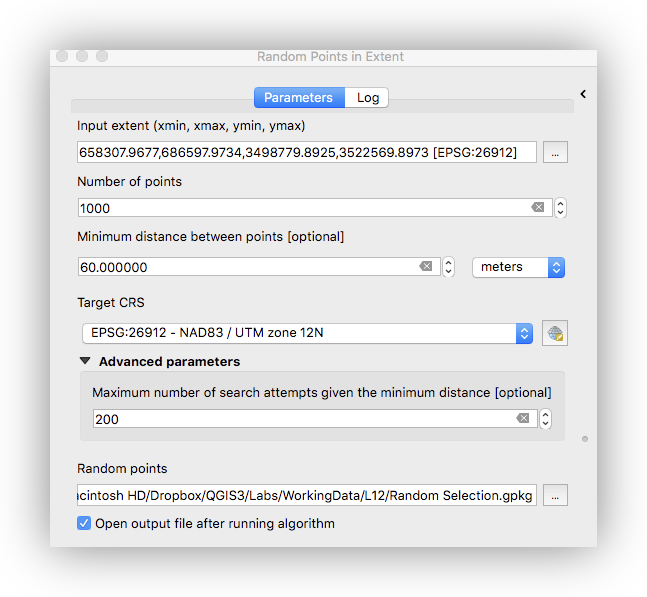 Random Points in Extent
Parameters Log
Input extent (xmin, xmax, ymin, ymax)
658307.9677,686597.9734,3498779.8925,3522569.8973 [EPSG:26912] ...
Number of points
1000
Minimum distance between points [optional]
60.000000 meters
Target CRS
EPSG:26912 - NAD83 / UTM zone 12N
Advanced parameters
Maximum number of search attempts given the minimum distance [optional]
200
Random points
acintosh HD/Dropbox/QGIS3/Labs/WorkingData/L12/Random Selection.gpkg ...
Open output file after running algorithm